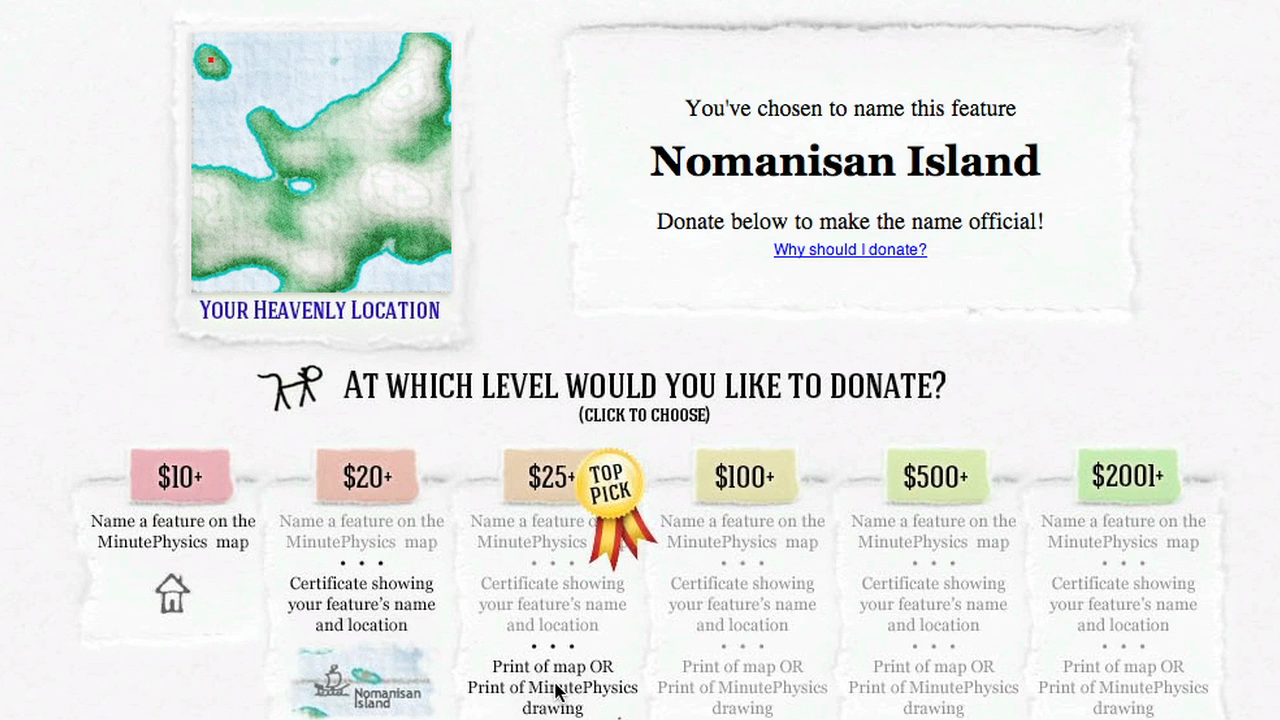 You've chosen to name this feature
Nomanisan Island
Donate below to make the name official!
Why should I donate?
Your Heavenly Location
At which level would you like to donate?
(click to choose)
$10+
Name a feature on the
MinutePhysics map
$20+
Name a feature on the
MinutePhysics map
• • •
Certificate showing
your feature's name
and location
Nomanisan
Island
$25+
TOP
PICK
Name a feature
MinutePhysics
• • •
Certificate showing
your feature's name
and location
• • •
Print of map OR
Print of MinutePhysics
drawing
$100+
Name a feature on the
MinutePhysics map
• • •
Certificate showing
your feature's name
and location
• • •
Print of map OR
Print of MinutePhysics
drawing
$500+
Name a feature on the
MinutePhysics map
• • •
Certificate showing
your feature's name
and location
• • •
Print of map OR
Print of MinutePhysics
drawing
$2001+
Name a feature on the
MinutePhysics map
• • •
Certificate showing
your feature's name
and location
• • •
Print of map OR
Print of MinutePhysics
drawing